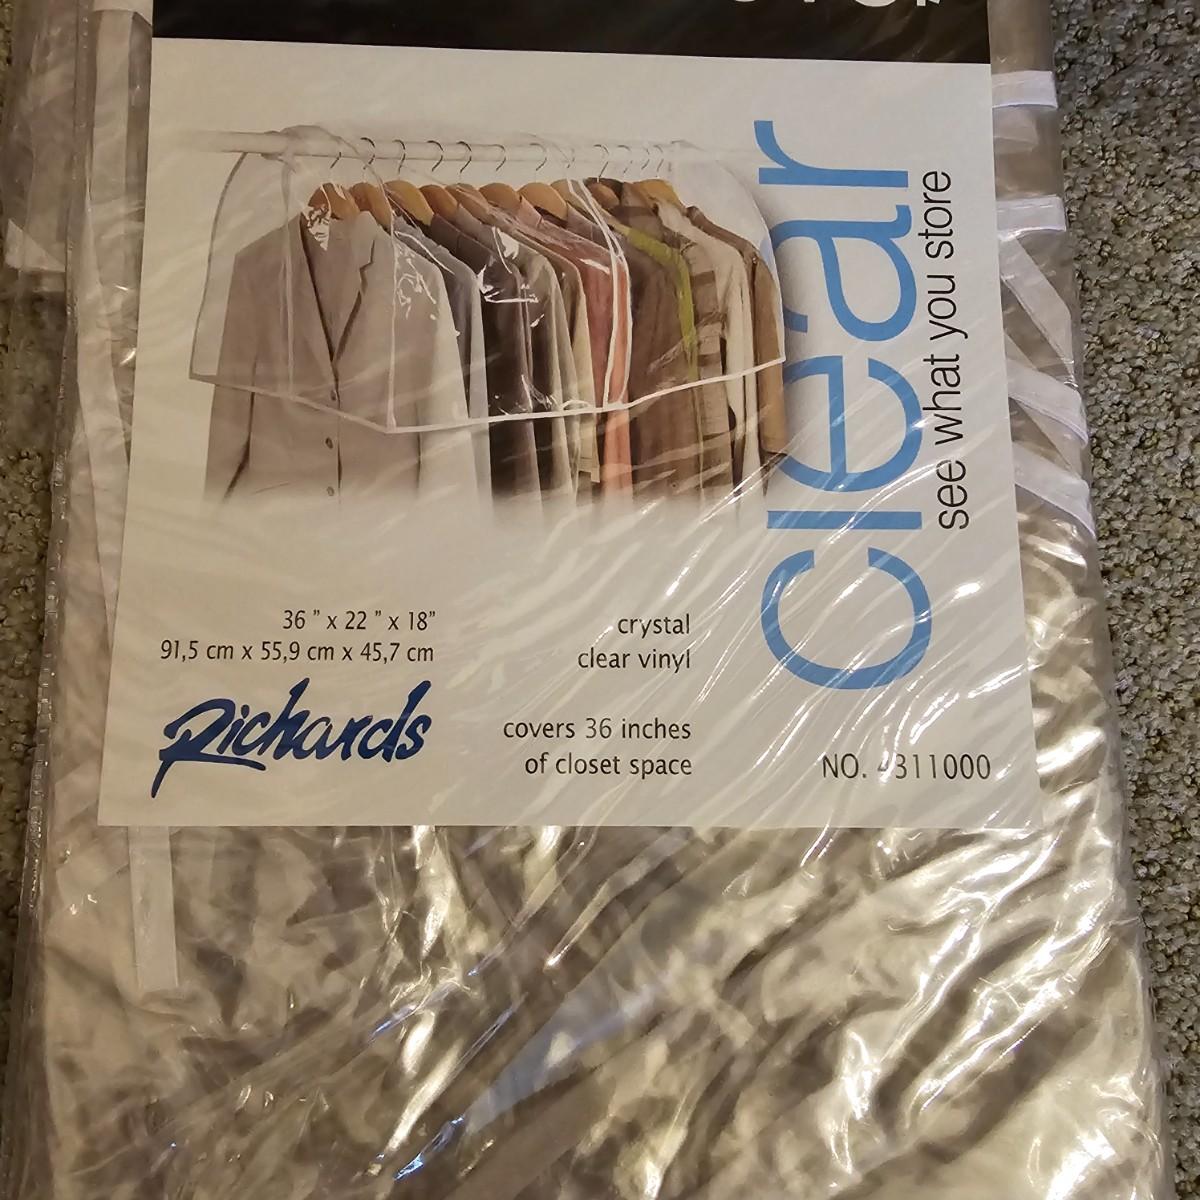 36 " x 22 " x 18"
91,5 cm x 55,9 cm x 45,7 cm
Richards
crystal
clear vinyl
covers 36 inches
of closet space
clear
see what you store
NO.